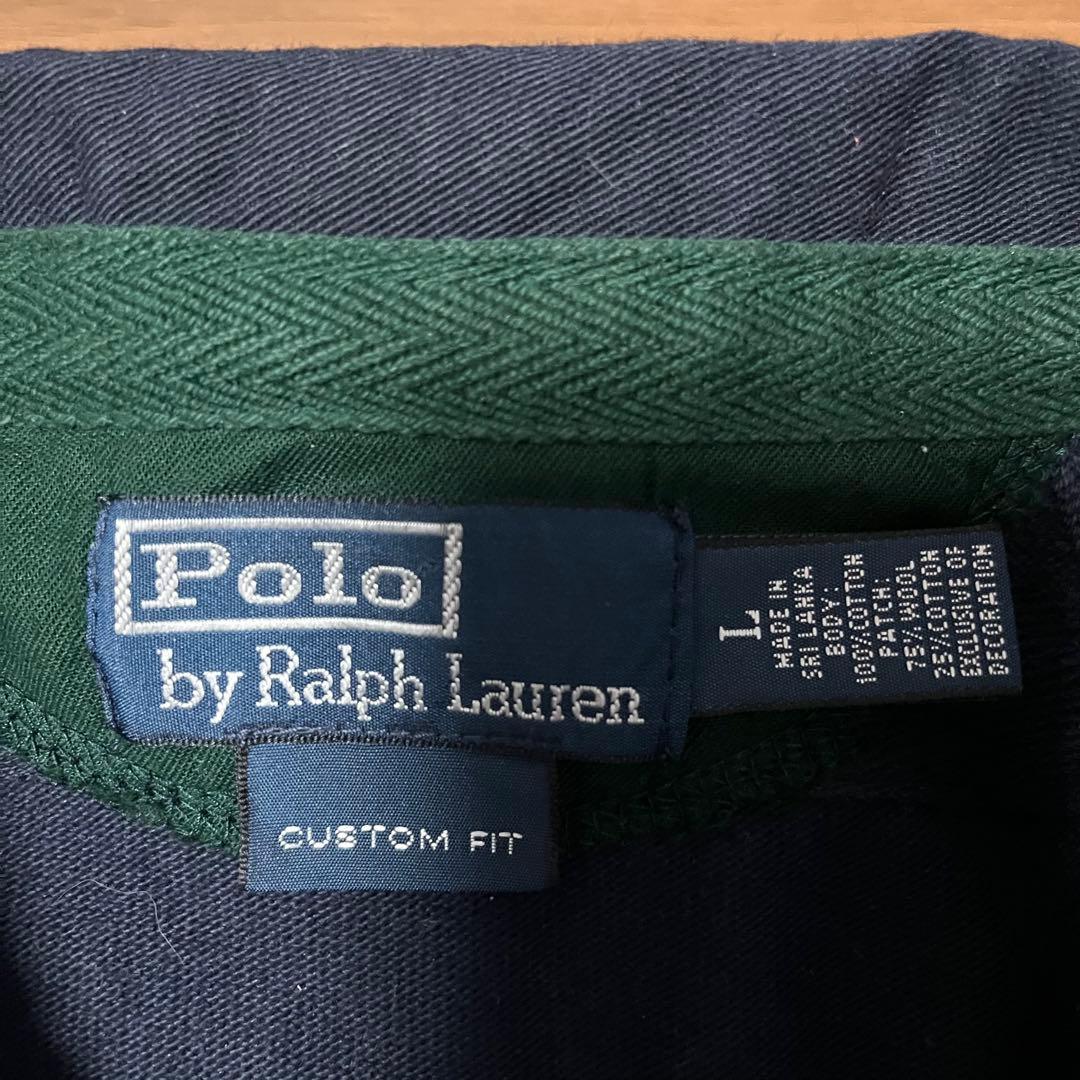 Polo
by Ralph Lauren
CUSTOM FIT
L
MADE IN
SRI LANKA
BODY:
100%COTTON
PATCH:
75%WOOL
25%COTTON
EXCLUSIVE OF
DECORATION